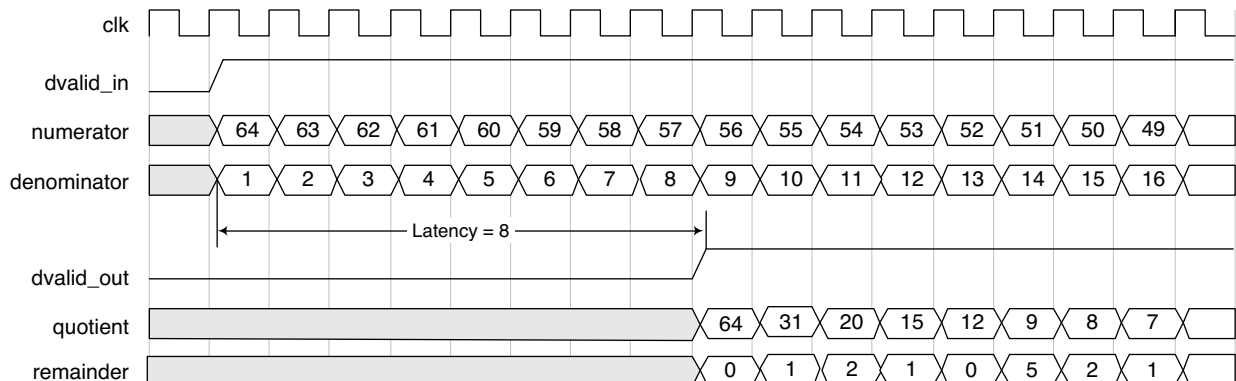 clk
dvalid_in
numerator 64 63 62 61 60 59 58 57 56 55 54 53 52 51 50 49
denominator 1 2 3 4 5 6 7 8 9 10 11 12 13 14 15 16
Latency = 8
dvalid_out
quotient 64 31 20 15 12 9 8 7
remainder 0 1 2 1 0 5 2 1